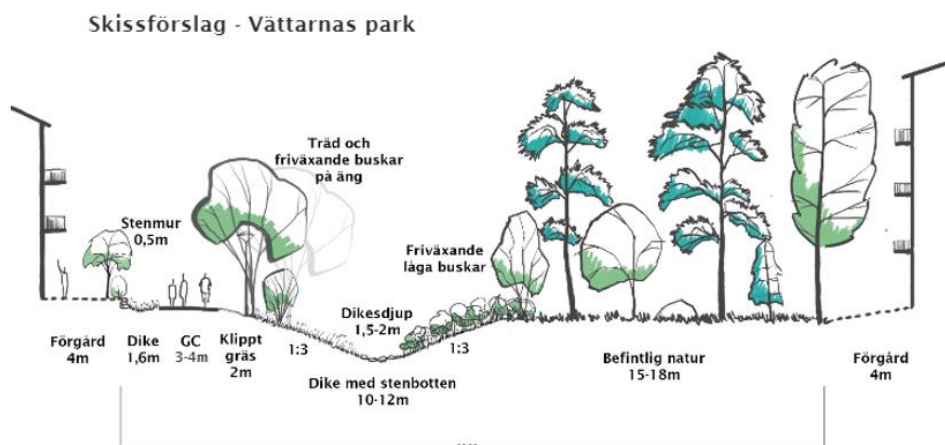 Skissförslag - Vättarnas park
Träd och
friväxande buskar
på äng
Stenmur
0,5m
Friväxande
låga buskar
Dikesdjup
1,5-2m
Förgård
4m
Dike
1,6m
GC
3-4m
Klippt
gräs
2m
1:3
Dike med stenbotten
10-12m
1:3
Befintlig natur
15-18m
Förgård
4m